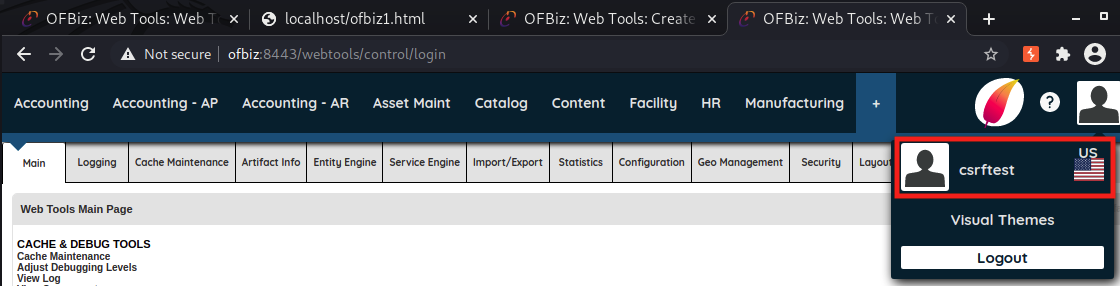 OFBiz: Web Tools: Web T
localhost/ofbiz1.html
OFBiz: Web Tools: Create
OFBiz: Web Tools: Web T
Not secure
ofbiz:8443/webtools/control/login
Accounting
Accounting - AP
Accounting - AR
Asset Maint
Catalog
Content
Facility
HR
Manufacturing
+
?
Main
Logging
Cache Maintenance
Artifact Info
Entity Engine
Service Engine
Import/Export
Statistics
Configuration
Geo Management
Security
Layou
US
csrftest
Visual Themes
Logout
Web Tools Main Page
CACHE & DEBUG TOOLS
Cache Maintenance
Adjust Debugging Levels
View Log